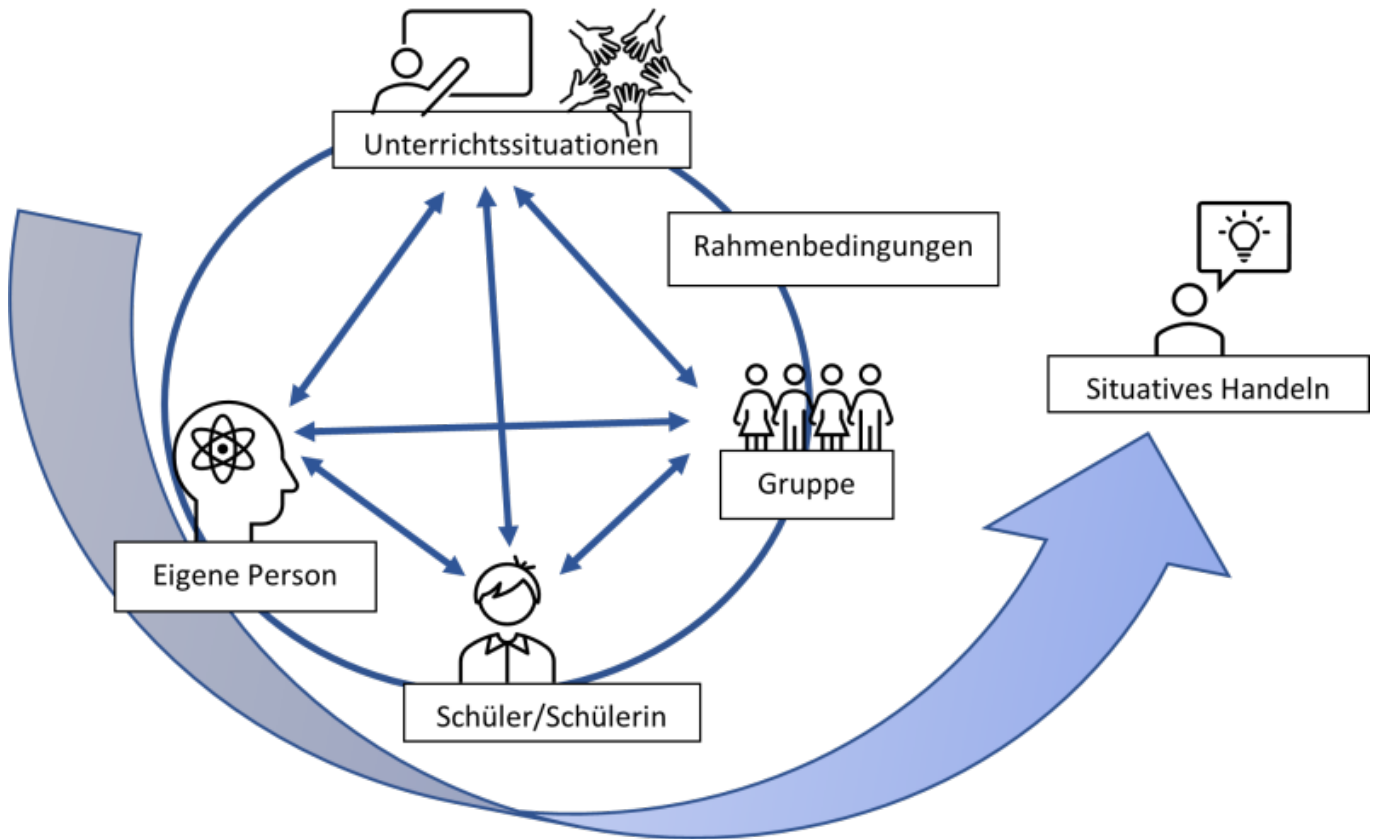 Unterrichtssituationen
Rahmenbedingungen
Situatives Handeln
Gruppe
Eigene Person
Schüler/Schülerin